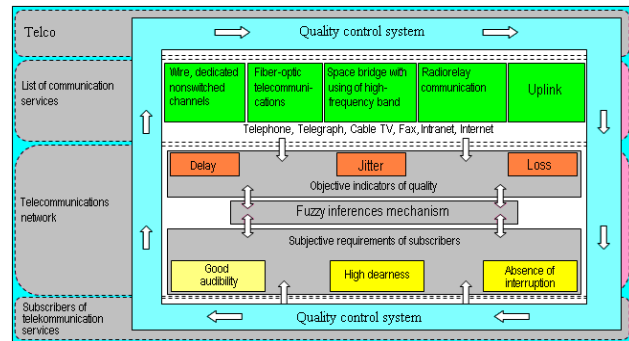 Telco
Quality control system
List of communication
services
Wire, dedicated
nonswitched
channels
Fiber-optic
telecommuni-
cations
Space bridge with
using of high-
frequency band
Radiorelay
communication
Uplink
Telephone, Telegraph, Cable TV, Fax, Intranet, Internet
Telecommunications
network
Delay
Jitter
Loss
Objective indicators of quality
Fuzzy inferences mechanism
Subjective requirements of subscribers
Good
audibility
High dearness
Absence of
interruption
Subscribers of
telekommunication
services
Quality control system